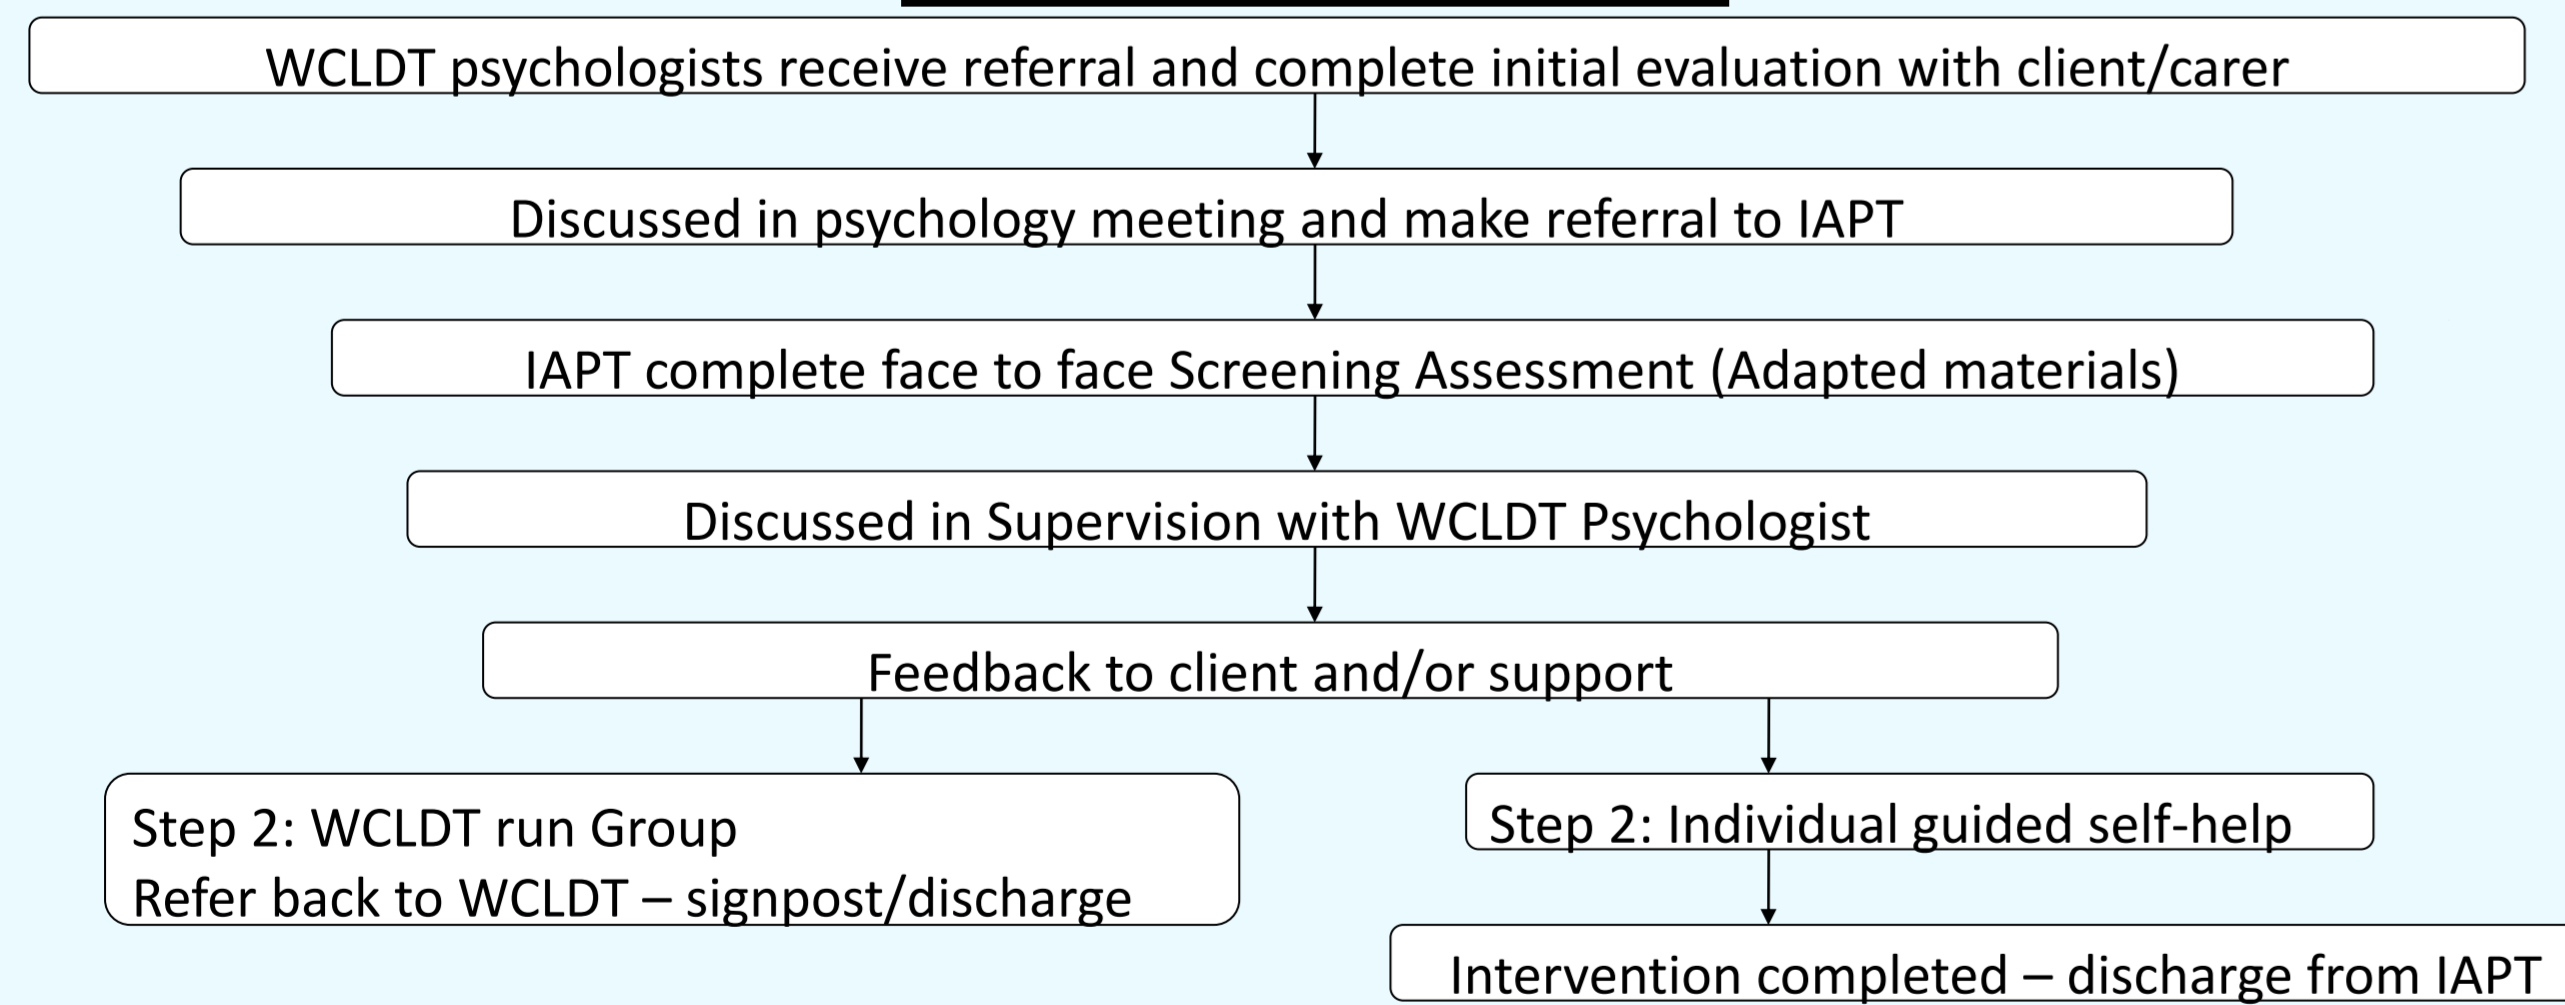 WCLDT psychologists receive referral and complete initial evaluation with client/carer
Discussed in psychology meeting and make referral to IAPT
IAPT complete face to face Screening Assessment (Adapted materials)
Discussed in Supervision with WCLDT Psychologist
Feedback to client and/or support
Step 2: WCLDT run Group
Refer back to WCLDT – signpost/discharge
Step 2: Individual guided self-help
Intervention completed – discharge from IAPT